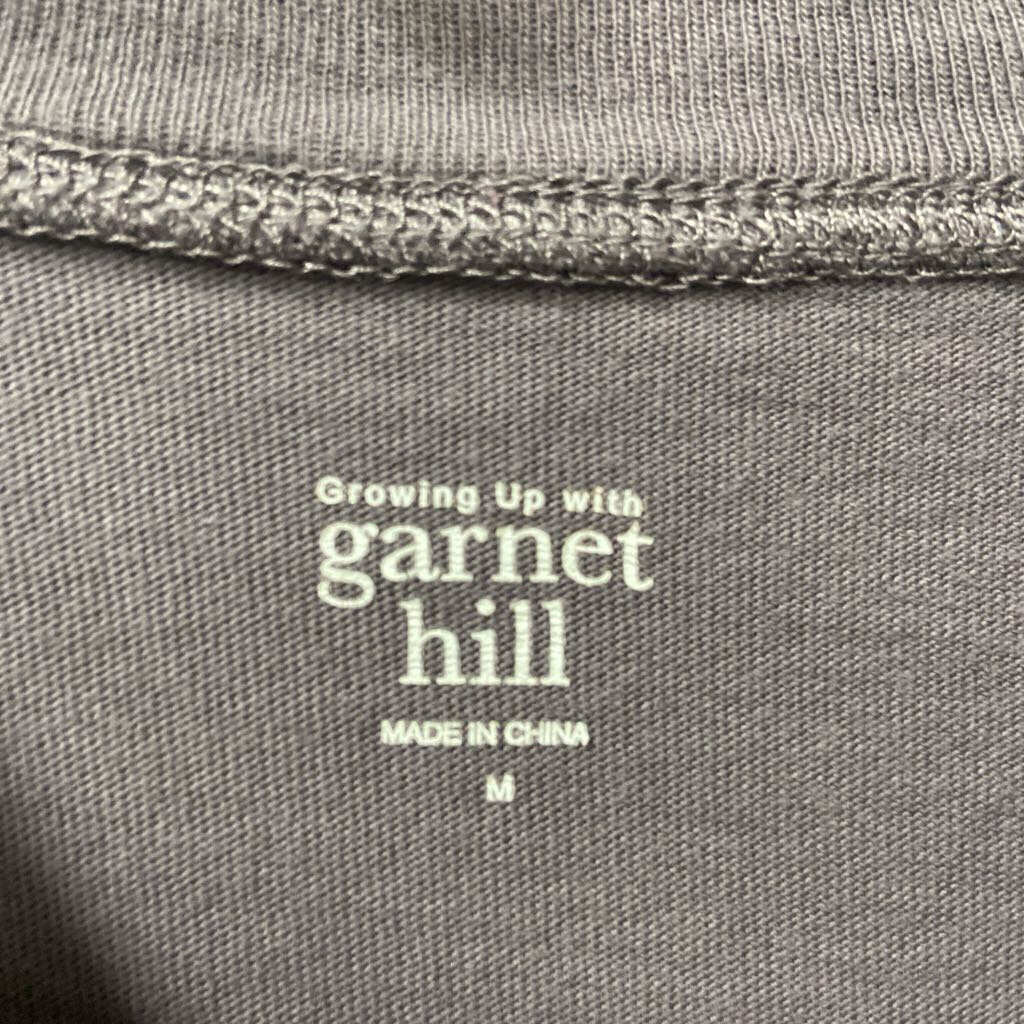 Growing Up with
garnet
hill
MADE IN CHINA
M